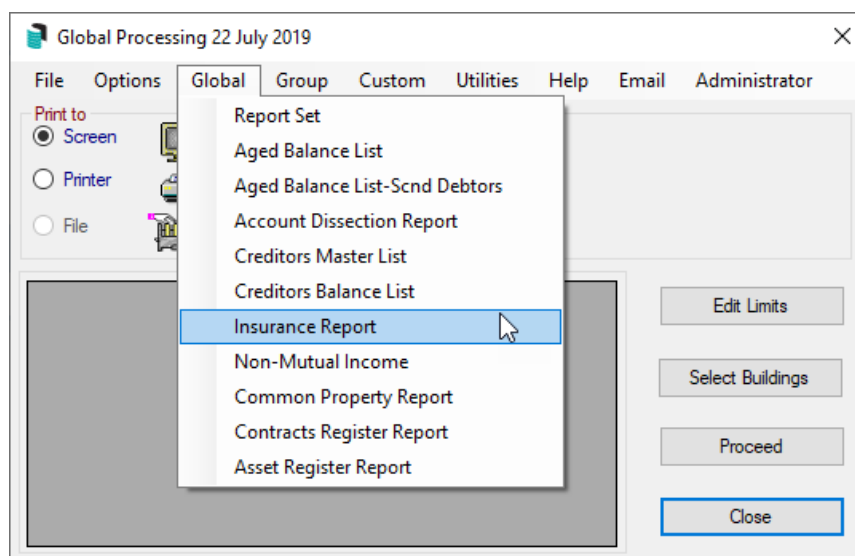 Global Processing 22 July 2019
File Options Global Group Custom Utilities Help Email Administrator
Print to
Screen
Printer
File
Report Set
Aged Balance List
Aged Balance List-Scnd Debtors
Account Dissection Report
Creditors Master List
Creditors Balance List
Insurance Report
Non-Mutual Income
Common Property Report
Contracts Register Report
Asset Register Report
Edit Limits
Select Buildings
Proceed
Close